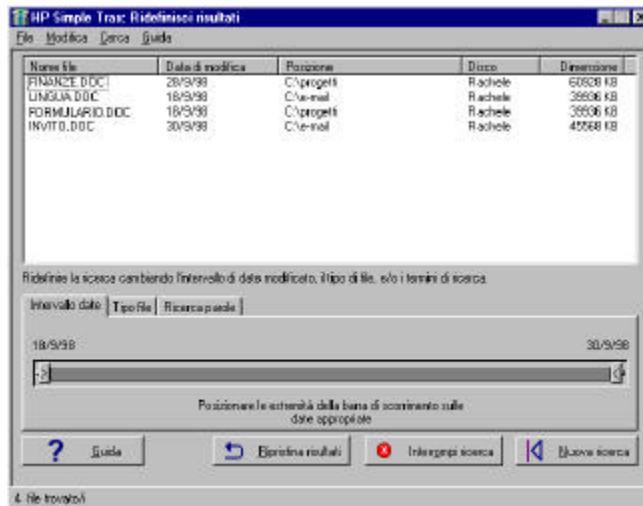 HP Simple Trax: Ridefinisci risultati
File Modifica Cerca Guida
Nome file Data di modifica Posizione Disco Dimensione
FINANZE.DOC 28/9/98 C:\progetti Rachele 60928 KB
LINGUA.DOC 18/9/98 C:\e-mail Rachele 39936 KB
FORMULARIO.DOC 18/9/98 C:\progetti Rachele 39936 KB
INVITO.DOC 30/9/98 C:\e-mail Rachele 45568 KB
Ridefinire la ricerca cambiando l'intervallo di date modificato, il tipo di file, e/o i termini di ricerca.
Intervallo date Tipo file Ricerca parole
18/9/98 30/9/98
Posizionare le estremità della barra di scorrimento sulle
date appropriate
Guida Ripristina risultati Interrompi ricerca Nuova ricerca
4 file trovato/i